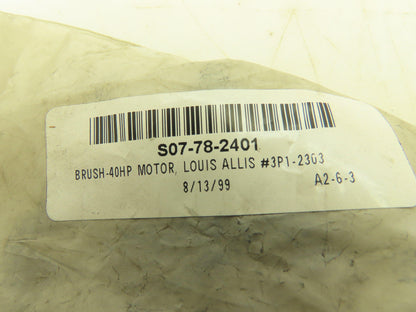 S07-78-2401
BRUSH-40HP MOTOR, LOUIS ALLIS #3P1-2303
8/13/99 A2-6-3